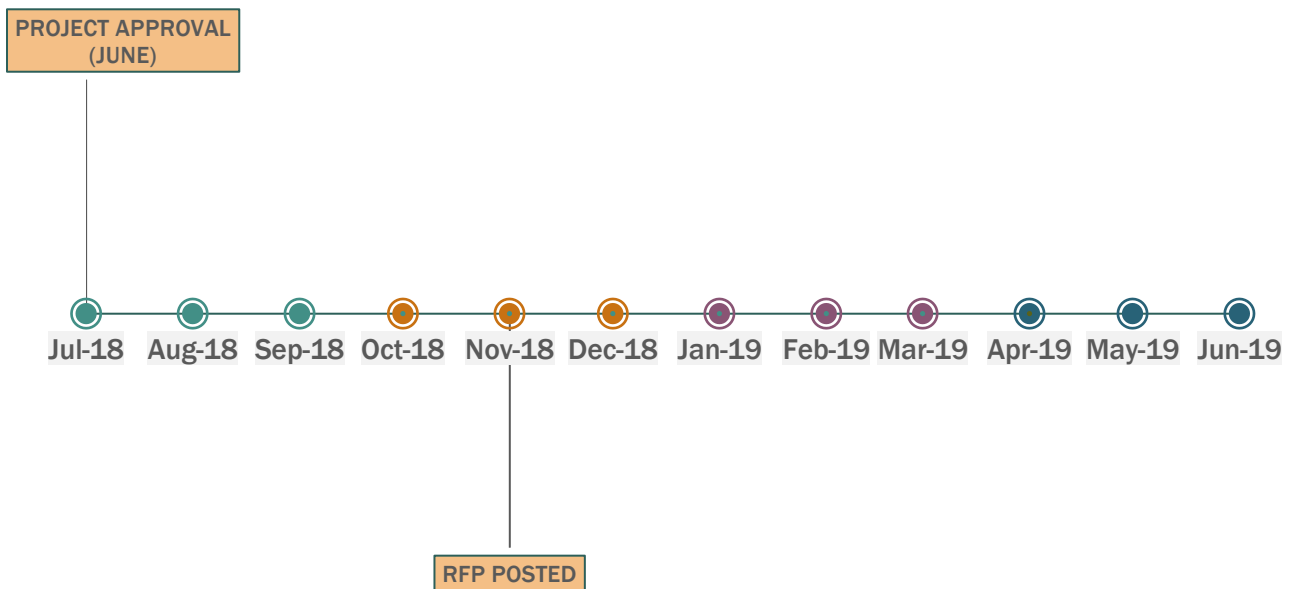 PROJECT APPROVAL
(JUNE)
Jul-18 Aug-18 Sep-18 Oct-18 Nov-18 Dec-18 Jan-19 Feb-19 Mar-19 Apr-19 May-19 Jun-19
RFP POSTED